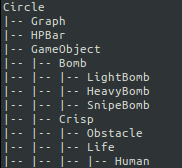 Circle
|-- Graph
|-- HPBar
|-- GameObject
|-- |-- Bomb
|-- |-- |-- LightBomb
|-- |-- |-- HeavyBomb
|-- |-- |-- SnipeBomb
|-- |-- Crisp
|-- |-- |-- Obstacle
|-- |-- |-- Life
|-- |-- |-- |-- Human